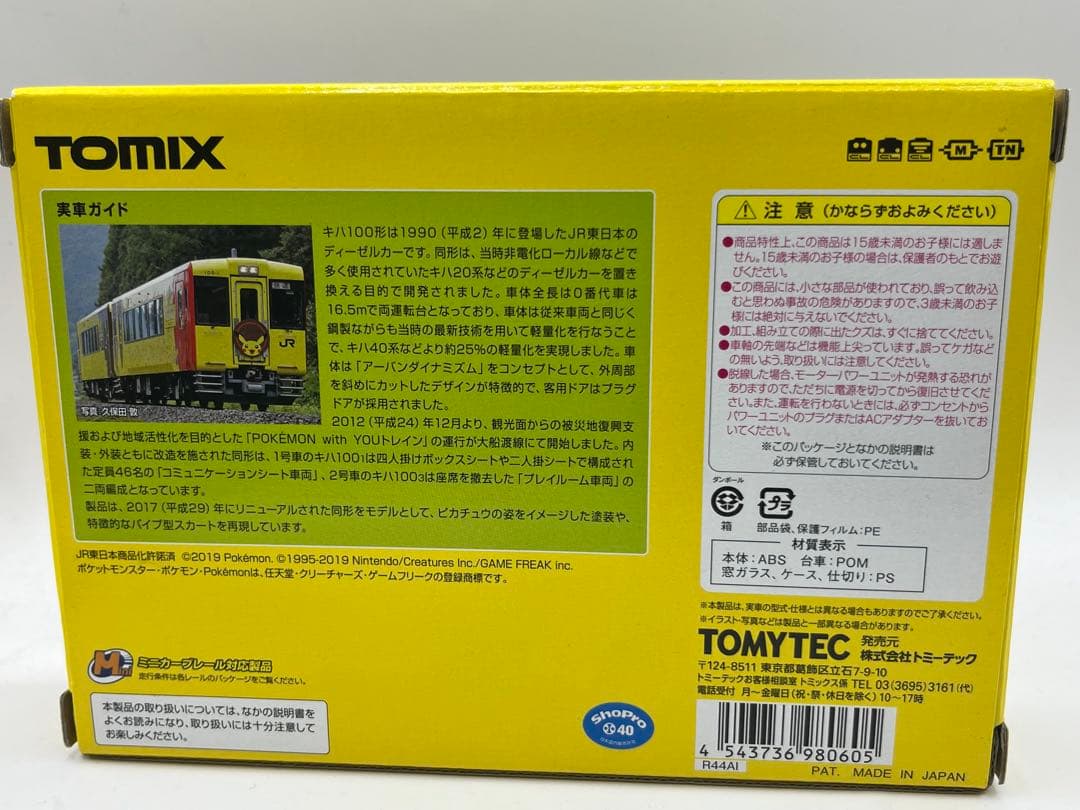 TOMIX
CL CL CL M TN
実車ガイド
キハ100形は1990（平成2）年に登場したJR東日本の
ディーゼルカーです。同形は、当時非電化ローカル線などで
多く使用されていたキハ20系などのディーゼルカーを置き
換える目的で開発されました。車体全長は0番代車は
16.5mで両運転台となっており、車体は従来車両と同じく
鋼製ながらも当時の最新技術を用いて軽量化を行なうこと
で、キハ40系などより約25%の軽量化を実現しました。車
体は「アーバンダイナミズム」をコンセプトとして、外周部
を斜めにカットしたデザインが特徴的で、客用ドアはプラグ
ドアが採用されました。
2012（平成24）年12月より、観光面からの被災地復興支
援および地域活性化を目的とした「POKÉMON with YOUトレイン」の運行が大船渡線にて開始しました。内
装・外装ともに改造を施された同形は、1号車のキハ1001は四人掛けボックスシートや二人掛シートで構成され
た定員46名の「コミュニケーションシート車両」、2号車のキハ1003は座席を撤去した「プレイルーム車両」の
二両編成となっています。
製品は、2017（平成29）年にリニューアルされた同形をモデルとして、ピカチュウの姿をイメージした塗装や、
特徴的なパイプ型スカートを再現しています。
JR
写真 久保田 敦
JR東日本商品化許諾済 ©2019 Pokémon. ©1995-2019 Nintendo/Creatures Inc./GAME FREAK inc.
ポケットモンスター・ポケモン・Pokémonは、任天堂・クリーチャーズ・ゲームフリークの登録商標です。
Mini
ミニカーブレール対応製品
走行条件は各レールのパッケージをご覧ください。
本製品の取り扱いについては、なかの説明書を
よくお読みになり、取り扱いには十分注意して
お楽しみください。
ShoPro
40
注 意 （かならずおよみください）
●商品特性上、この商品は15歳未満のお子様には適しま
せん。15歳未満のお子様の場合は、保護者のもとでお遊
びください。
●この商品には、小さな部品が使われており、誤って飲み込
むと思わぬ事故の危険がありますので、3歳未満のお子様
には絶対に与えないでください。
●加工、組み立ての際に出たクズは、すぐに捨ててください。
●車軸の先端などは機能上尖っています。誤ってケガなど
の無いよう、取り扱いには注意してください。
●脱線した場合、モーターパワーユニットが発熱する恐れが
ありますので、ただちに電源を切ってから復旧させてくださ
い。また、運転を行わないときには、必ずコンセントから
パワーユニットのプラグまたはACアダプターを抜いてお
いてください。
※このパッケージとなかの説明書は
必ず保管しておいてください。
ダンボール
箱
プラ
部品袋、保護フィルム:PE
材質表示
本体:ABS 台車:POM
窓ガラス、ケース、仕切り:PS
※本製品は、実車の型式・仕様とは異なる場合もありますのでご了承ください。
※イラスト・写真などは製品と一部異なる場合があります。
TOMYTEC 発売元
株式会社トミーテック
〒124-8511 東京都葛飾区立石7-9-10
トミーテックお客様相談室 トミックス係 TEL 03(3695)3161(代)
電話受付 月〜金曜日(祝・祭・休日を除く) 10〜17時
4 543736 980605
R44AI
PAT. MADE IN JAPAN